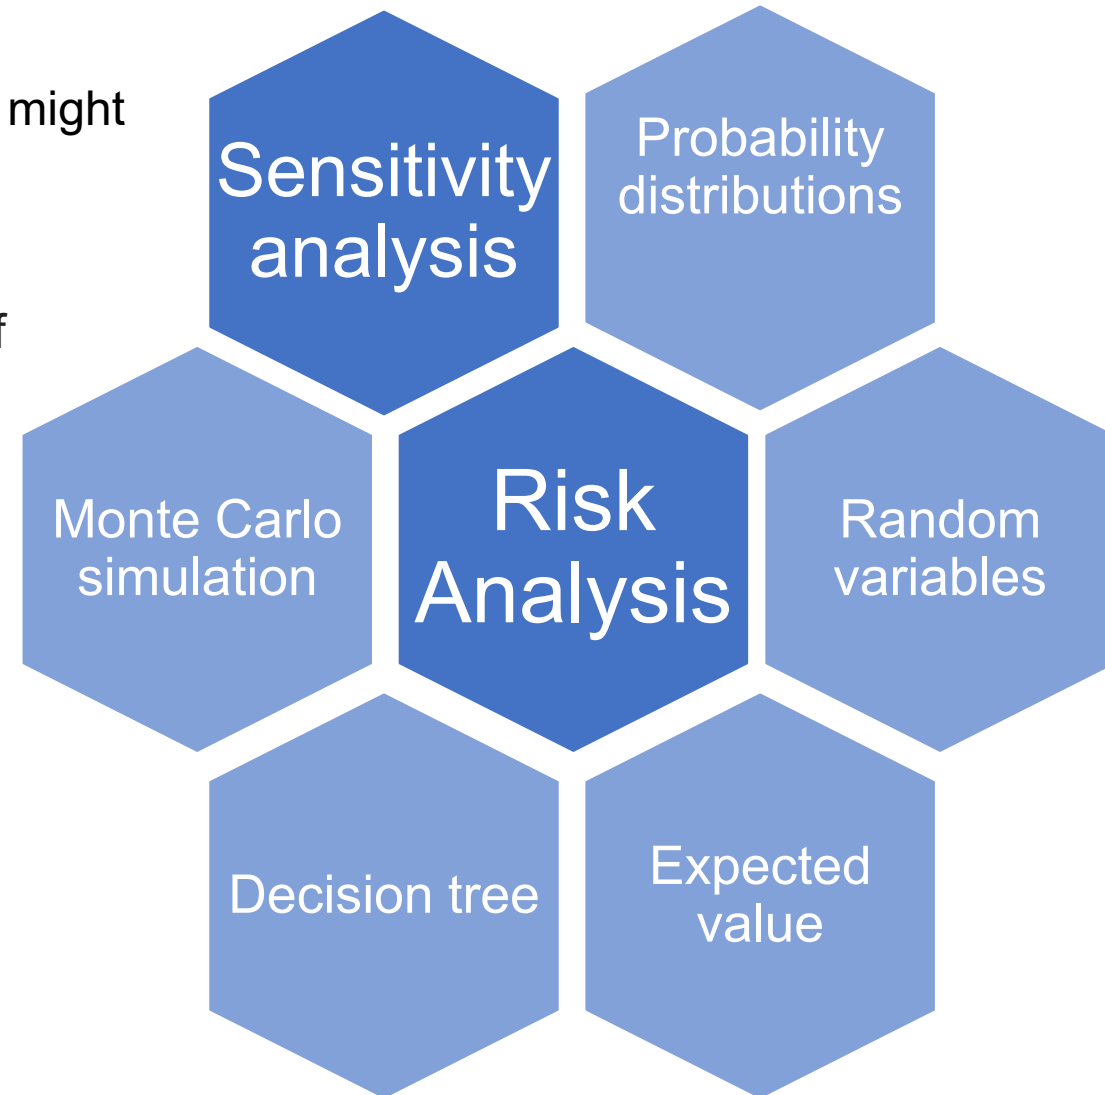 might
f
Sensitivity
analysis
Probability
distributions
Monte Carlo
simulation
Risk
Analysis
Random
variables
Decision tree
Expected
value